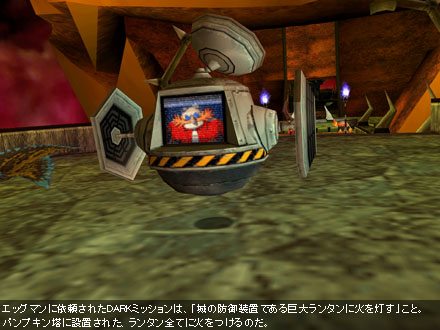 エッグマンに依頼されたDARKミッションは、「城の防御装置である巨大ランタンに火を灯す」こと。
パンプキン塔に設置された、ランタン全てに火をつけるのだ。